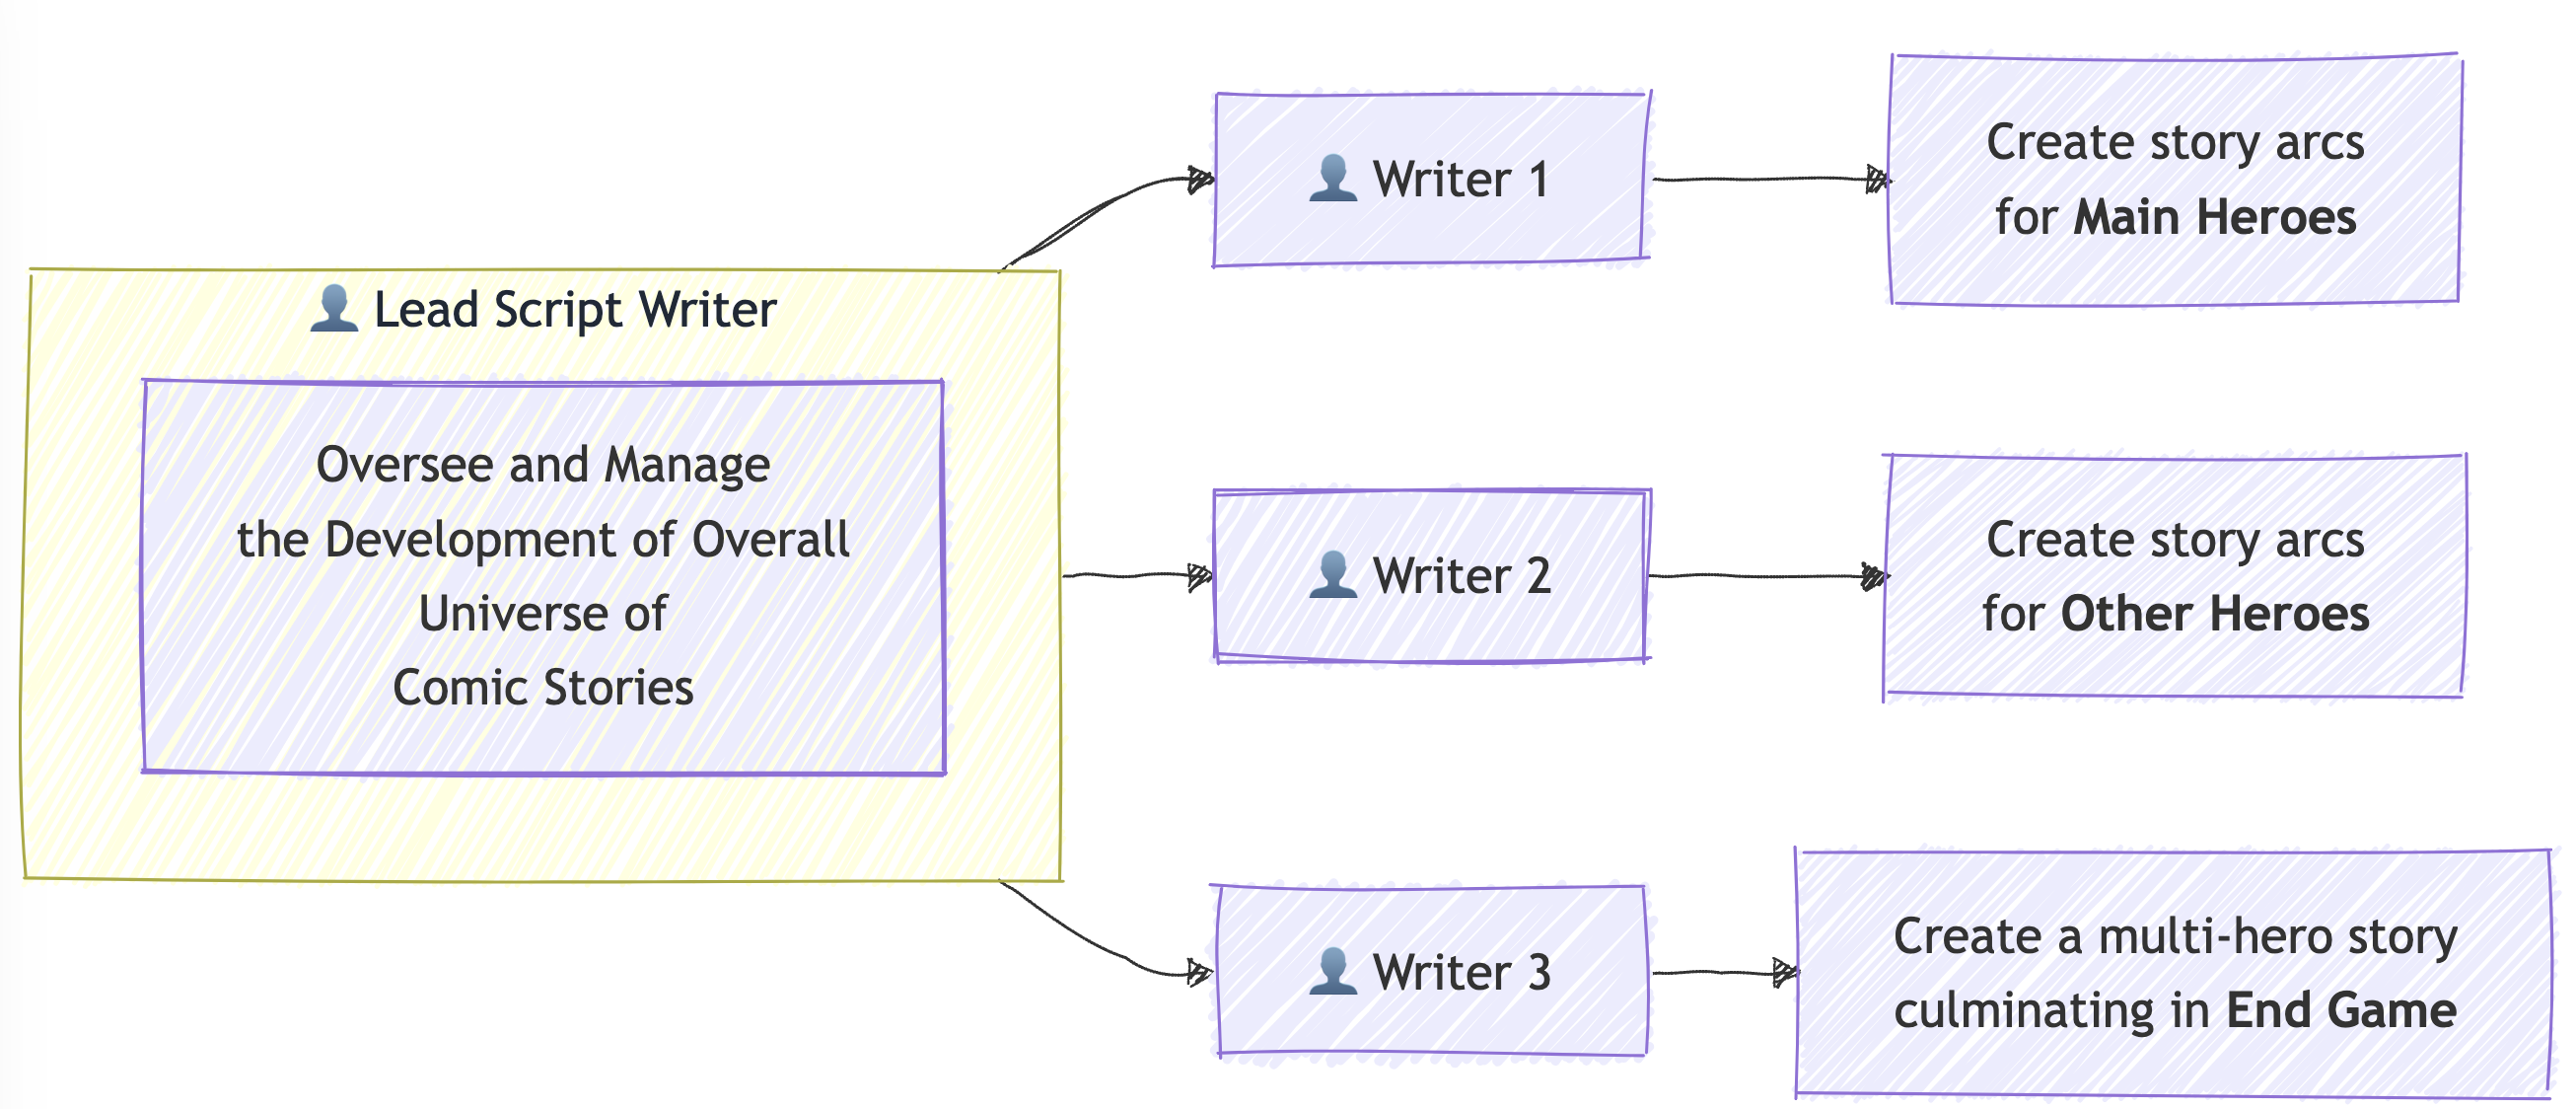 Lead Script Writer
Oversee and Manage
the Development of Overall
Universe of
Comic Stories
Writer 1
Create story arcs
for Main Heroes
Writer 2
Create story arcs
for Other Heroes
Writer 3
Create a multi-hero story
culminating in End Game